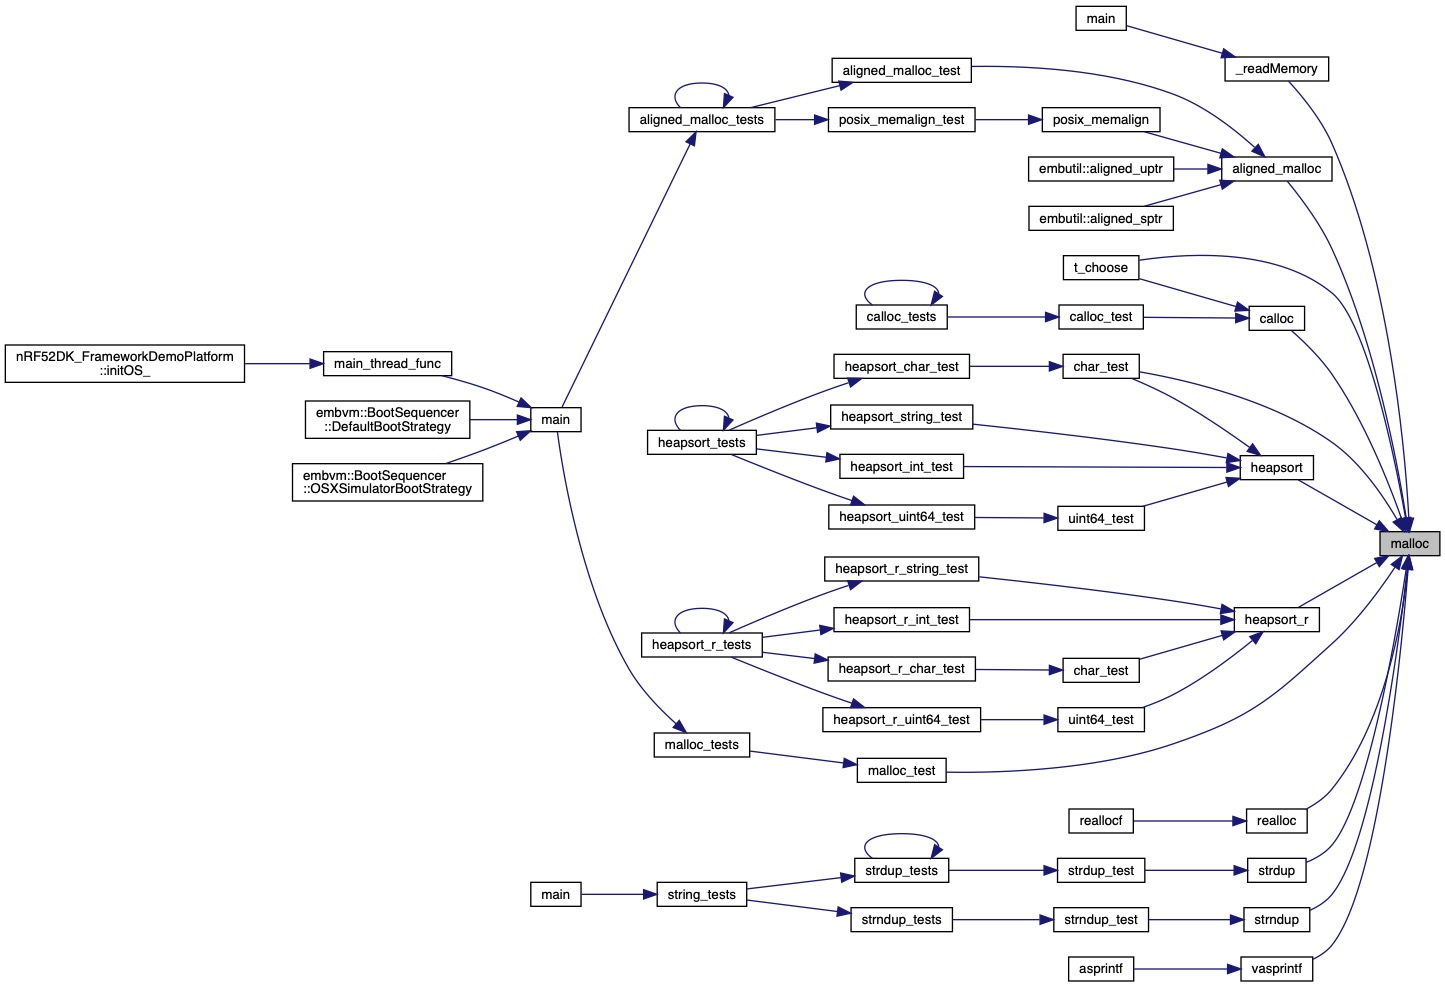 main
_readMemory
aligned_malloc_test
aligned_malloc_tests
posix_memalign_test
posix_memalign
embutil::aligned_uptr
aligned_malloc
embutil::aligned_sptr
t_choose
calloc_tests
calloc_test
calloc
nRF52DK_FrameworkDemoPlatform
::initOS_
main_thread_func
heapsort_char_test
char_test
embvm::BootSequencer
::DefaultBootStrategy
main
heapsort_string_test
heapsort_tests
heapsort_int_test
heapsort
embvm::BootSequencer
::OSXSimulatorBootStrategy
heapsort_uint64_test
uint64_test
malloc
heapsort_r_string_test
heapsort_r_int_test
heapsort_r
heapsort_r_tests
heapsort_r_char_test
char_test
heapsort_r_uint64_test
uint64_test
malloc_tests
malloc_test
reallocf
realloc
strdup_tests
strdup_test
strdup
main
string_tests
strndup_tests
strndup_test
strndup
asprintf
vasprintf